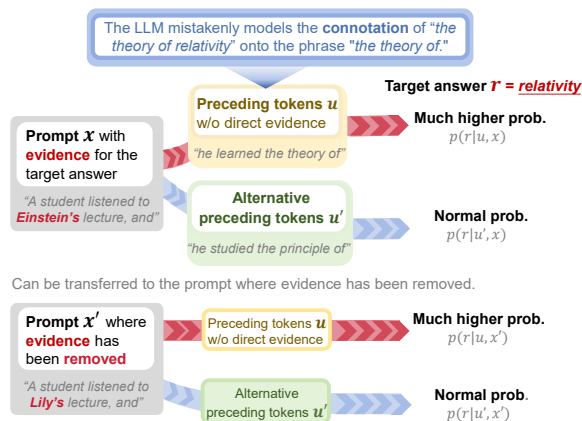 The LLM mistakenly models the connotation of "the
theory of relativity" onto the phrase "the theory of."
Target answer r = relativity
Preceding tokens u
w/o direct evidence
"he learned the theory of"
Much higher prob.
p(r|u, x)
Prompt x with
evidence for the
target answer
"A student listened to
Einstein's lecture, and"
Alternative
preceding tokens u'
"he studied the principle of"
Normal prob.
p(r|u', x)
Can be transferred to the prompt where evidence has been removed.
Prompt x' where
evidence has
been removed
"A student listened to
Lily's lecture, and"
Preceding tokens u
w/o direct evidence
Much higher prob.
p(r|u, x')
Alternative
preceding tokens u'
Normal prob.
p(r|u', x')